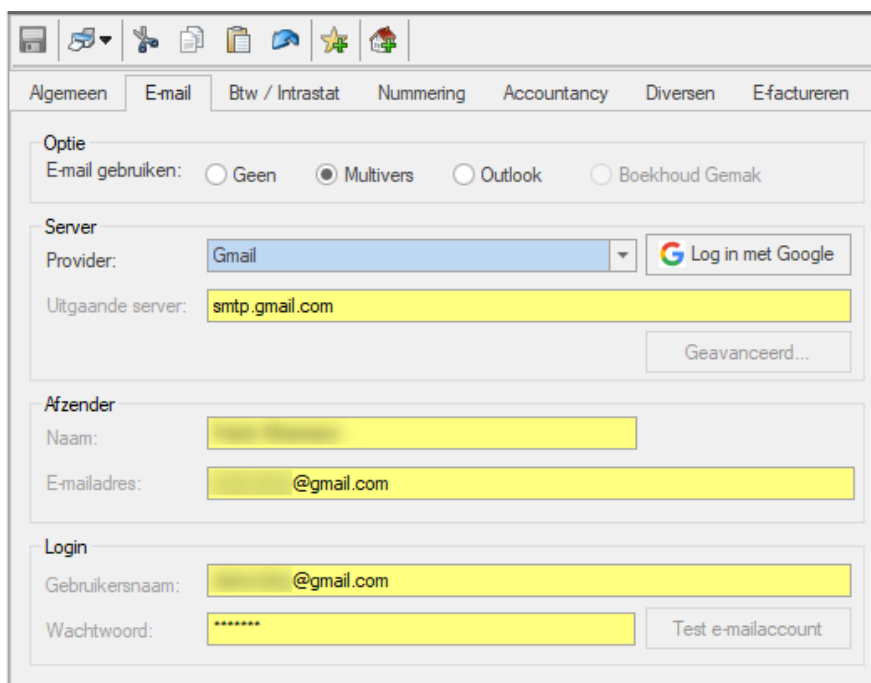 Algemeen E-mail Btw / Intrastat Nummering Accountancy Diversen E-factureren
Optie
E-mail gebruiken: Geen Multivers Outlook Boekhoud Gemak
Server
Provider: Gmail Log in met Google
Uitgaande server: smtp.gmail.com
Geavanceerd...
Afzender
Naam:
E-mailadres: @gmail.com
Login
Gebruikersnaam: @gmail.com
Wachtwoord: ******* Test e-mailaccount